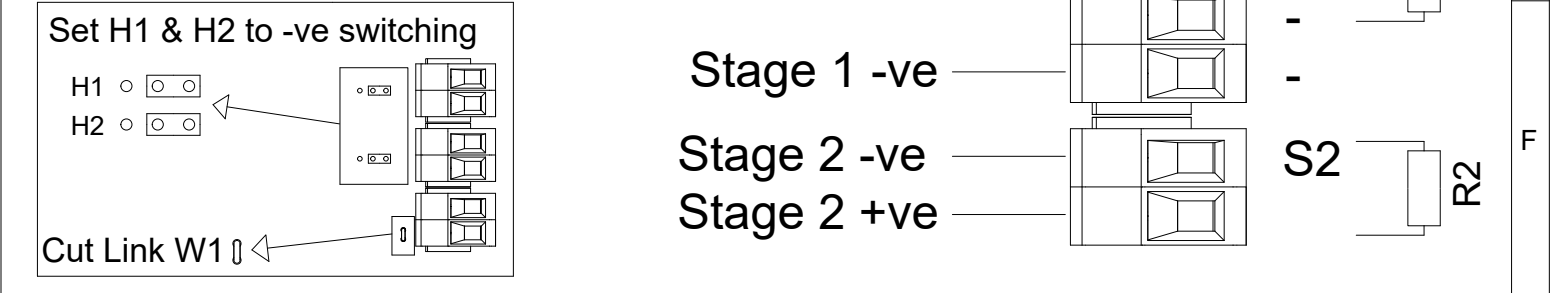 Set H1 & H2 to -ve switching
H1
H2
Cut Link W1
-
Stage 1 -ve -
Stage 2 -ve S2
Stage 2 +ve
R2
F